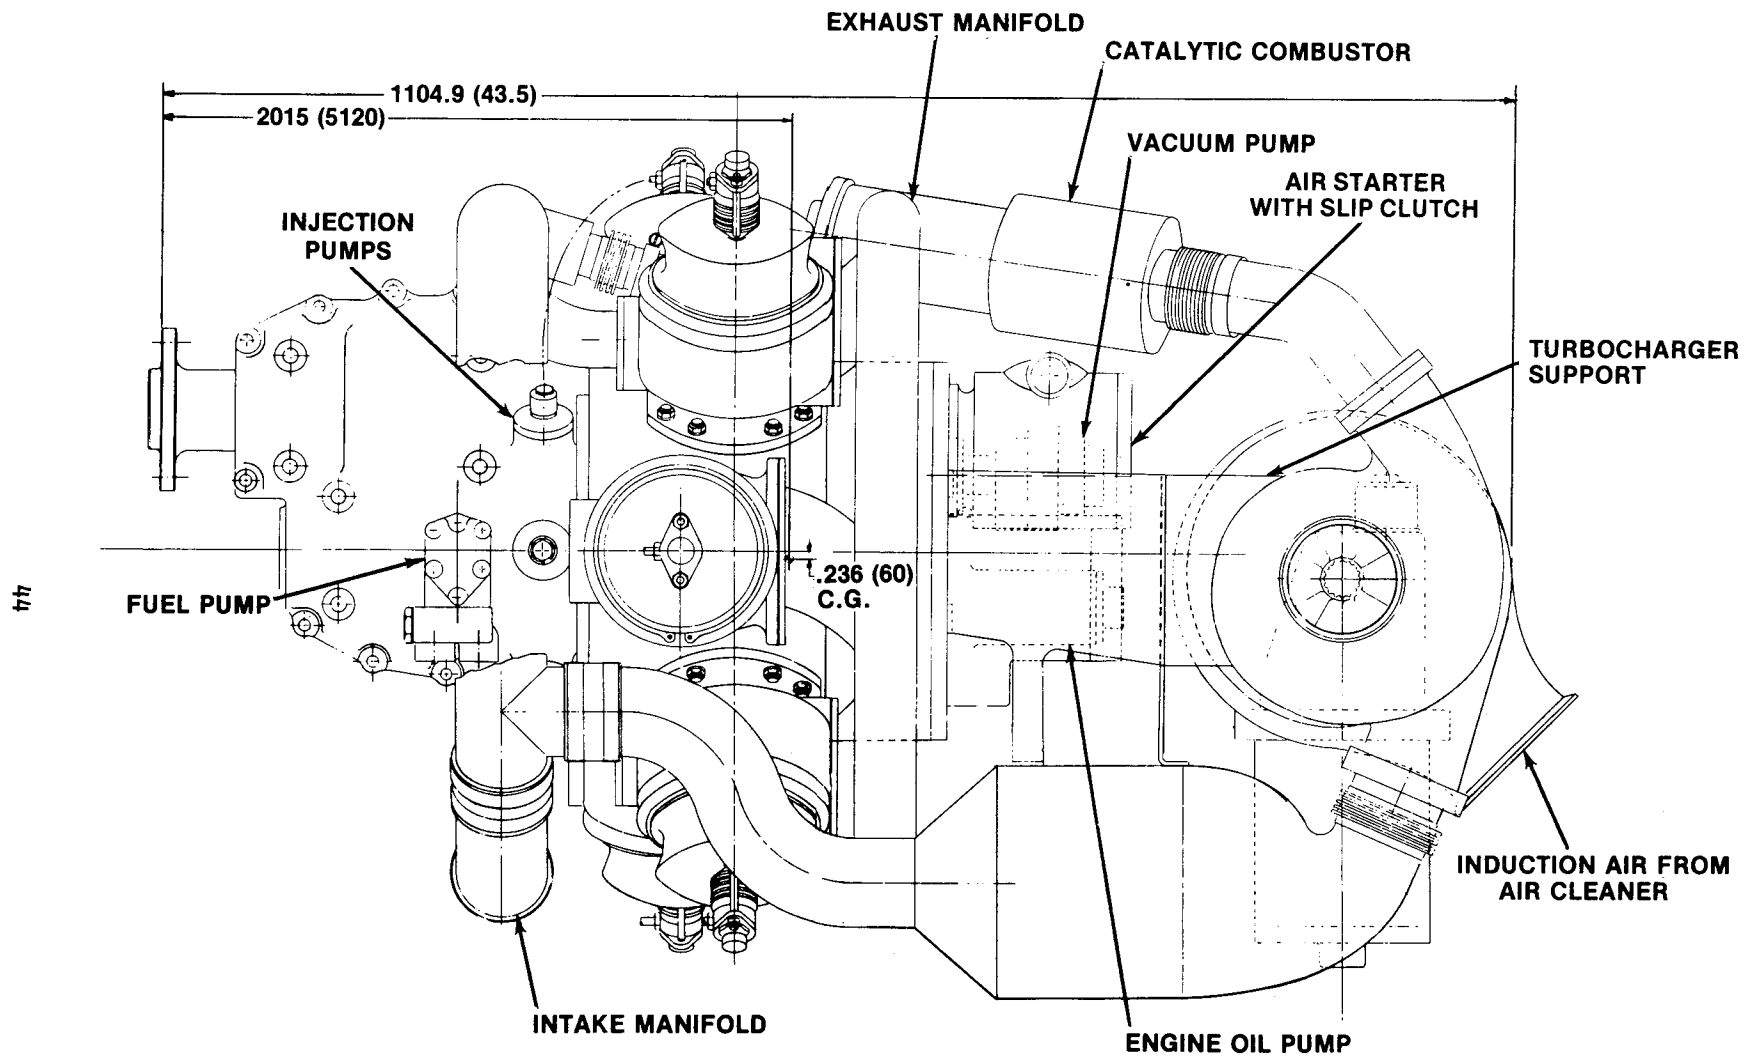 EXHAUST MANIFOLD
CATALYTIC COMBUSTOR
1104.9 (43.5)
2015 (5120)
VACUUM PUMP
AIR STARTER
WITH SLIP CLUTCH
INJECTION
PUMPS
TURBOCHARGER
SUPPORT
.236 (60)
C.G.
FUEL PUMP
44
INDUCTION AIR FROM
AIR CLEANER
INTAKE MANIFOLD
ENGINE OIL PUMP